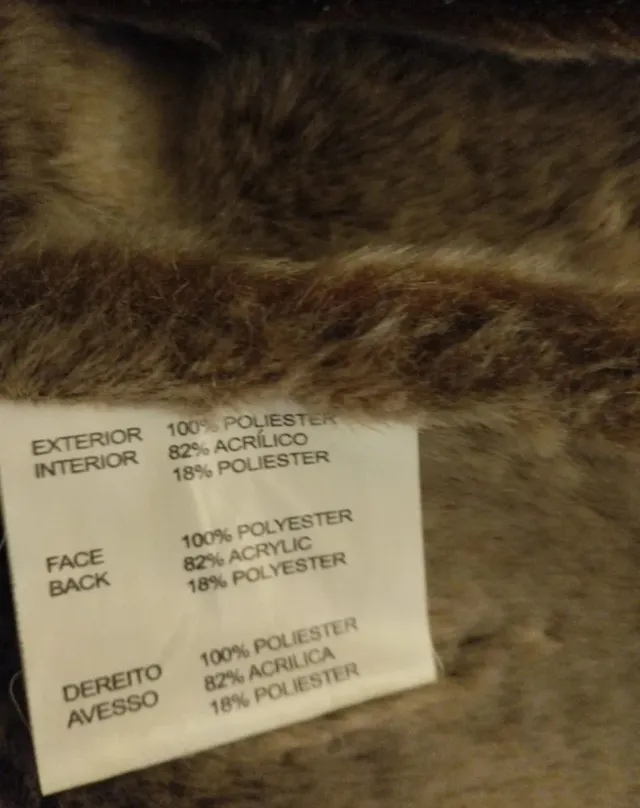 EXTERIOR 100% POLIESTER
INTERIOR 82% ACRÍLICO
18% POLIESTER
FACE 100% POLYESTER
BACK 82% ACRYLIC
18% POLYESTER
DEREITO 100% POLIESTER
AVESSO 82% ACRILICA
18% POLIESTER